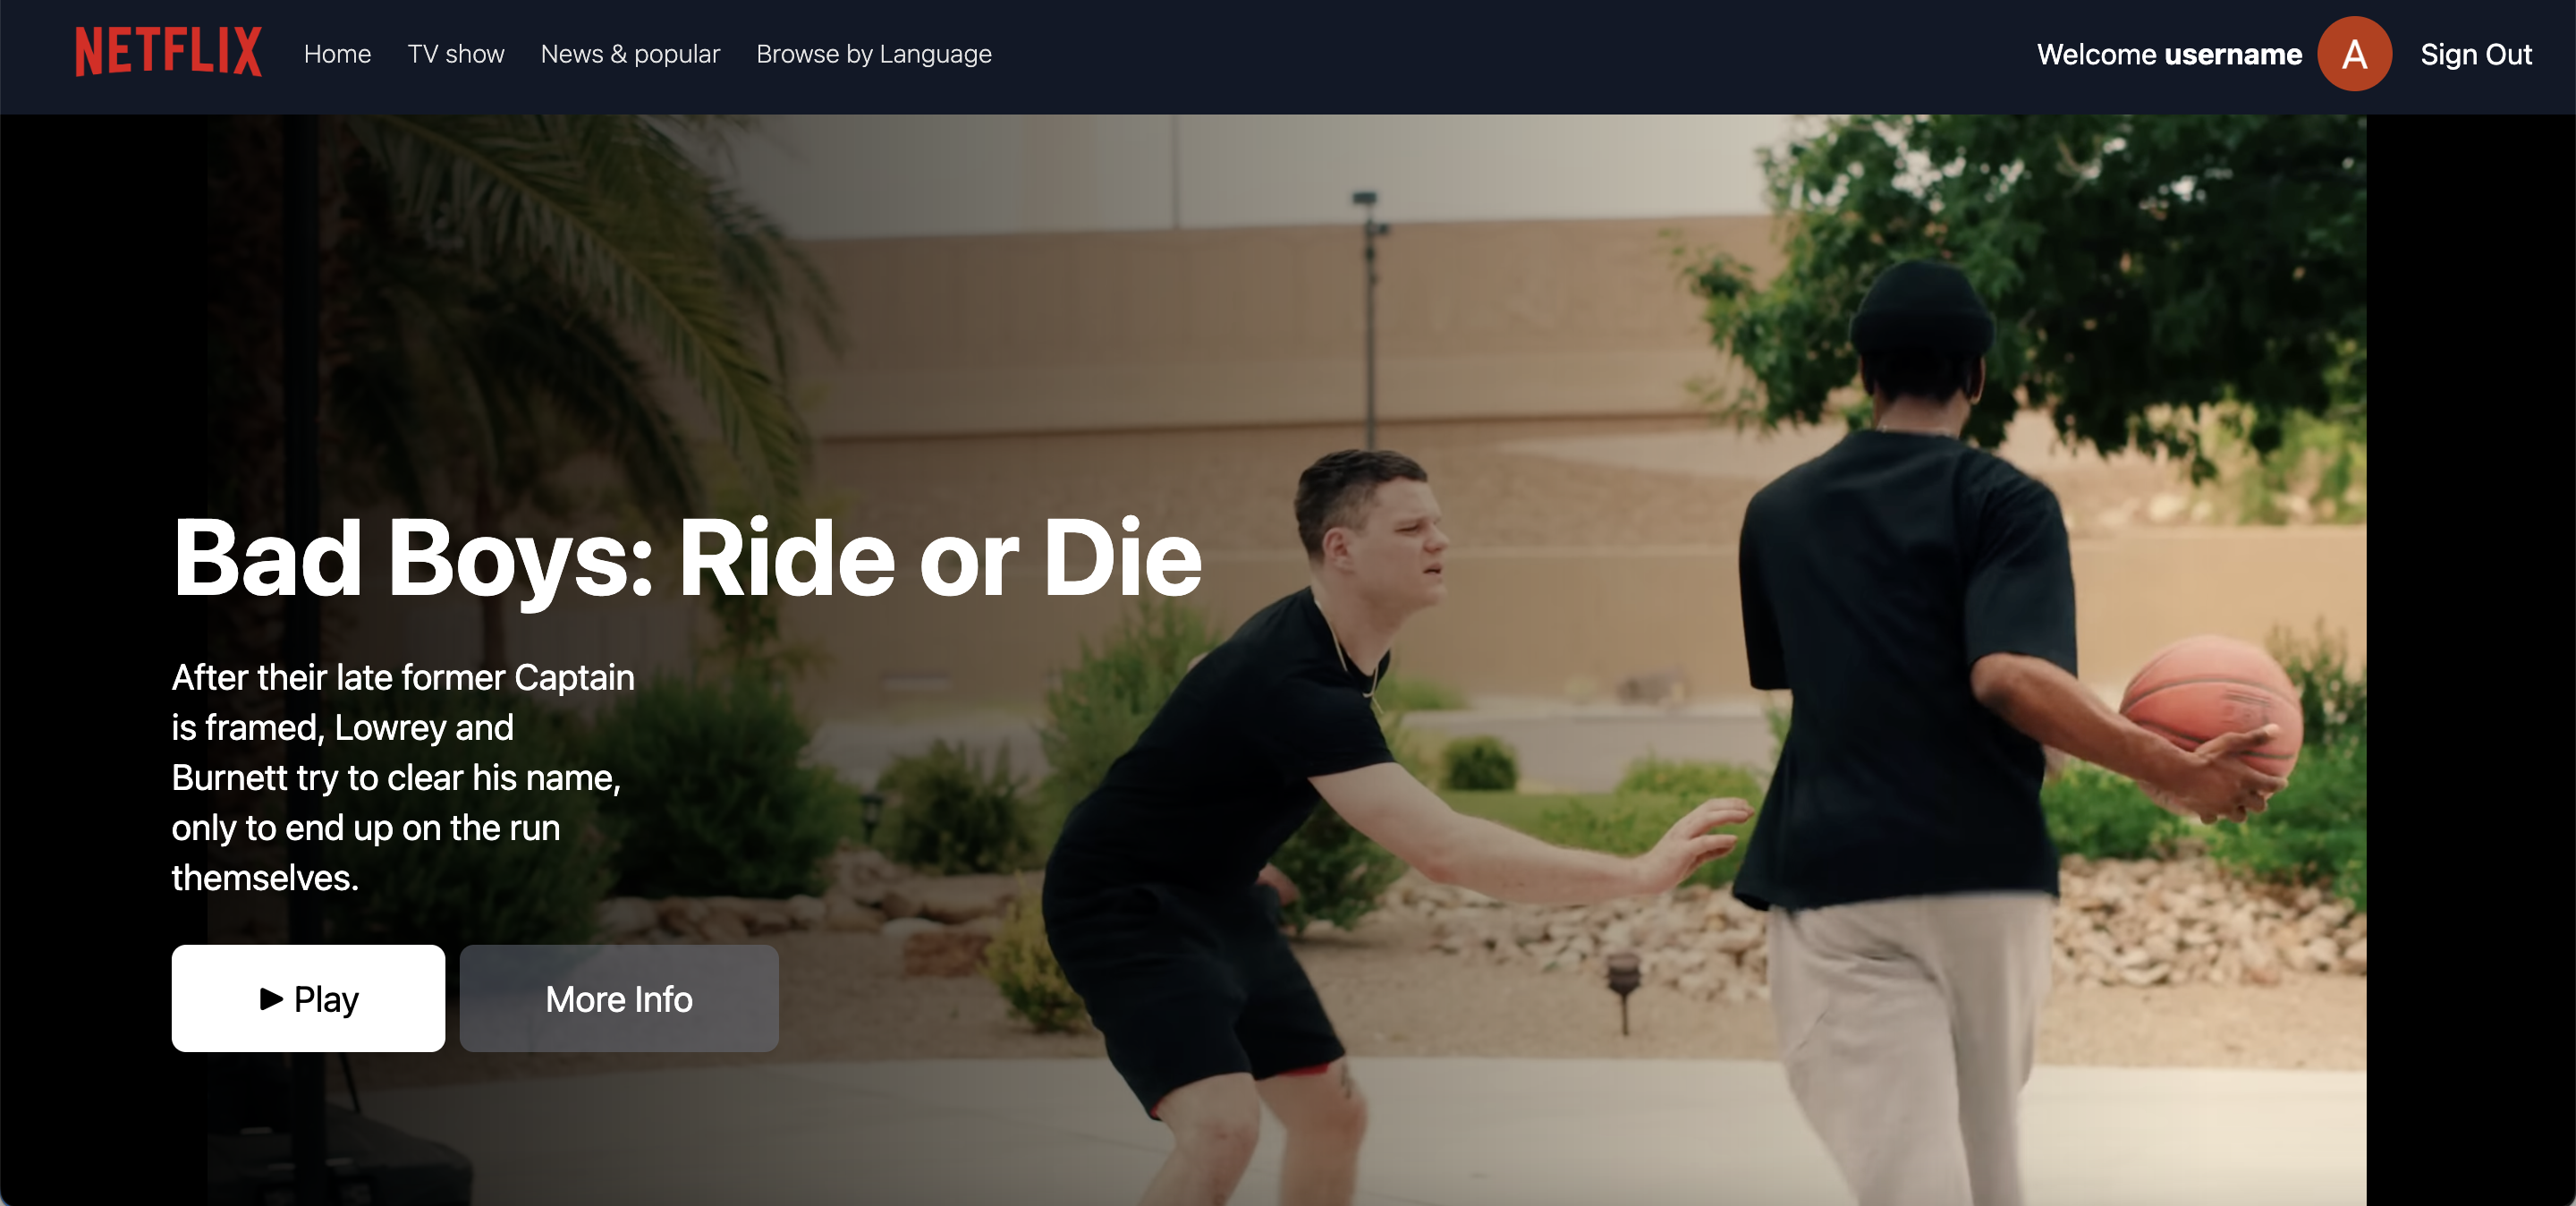 NETFLIX Home TV show News & popular Browse by Language Welcome username A Sign Out
Bad Boys: Ride or Die
After their late former Captain
is framed, Lowrey and
Burnett try to clear his name,
only to end up on the run
themselves.
Play More Info